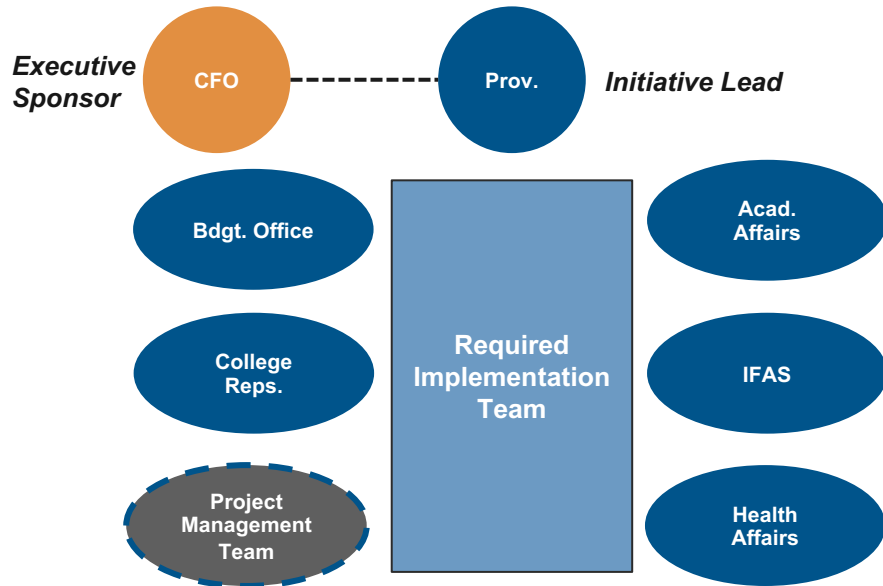 Executive
Sponsor
CFO
Prov.
Initiative Lead
Bdgt. Office
Acad.
Affairs
College
Reps.
Required
Implementation
Team
IFAS
Project
Management
Team
Health
Affairs